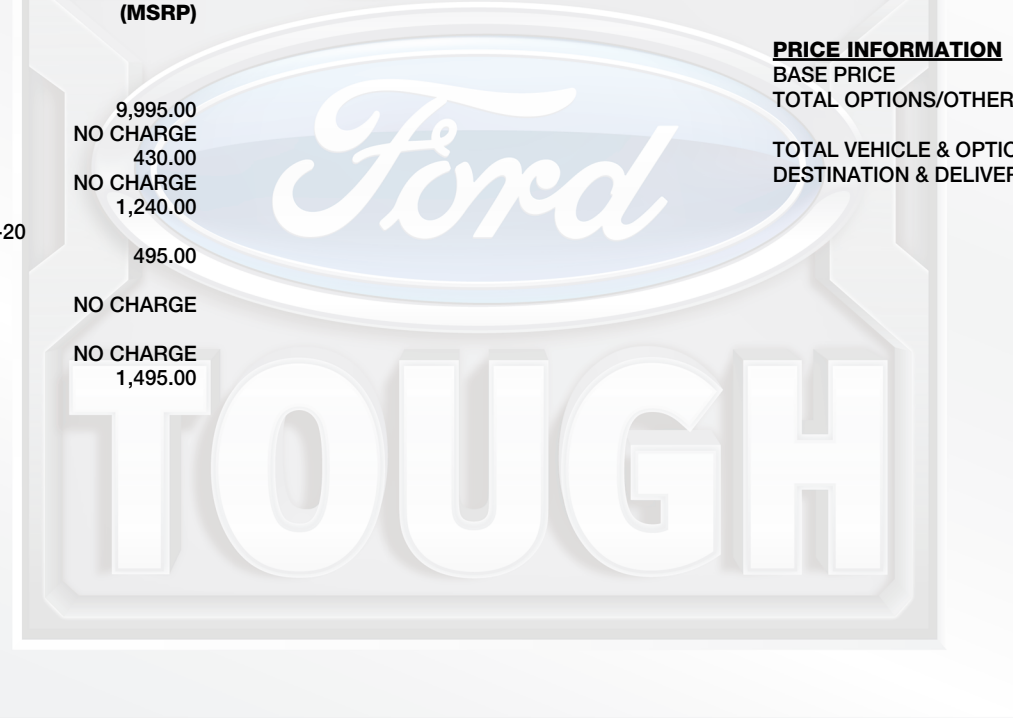 (MSRP)
9,995.00
NO CHARGE
430.00
NO CHARGE
1,240.00
-20
495.00
NO CHARGE
NO CHARGE
1,495.00
PRICE INFORMATION
BASE PRICE
TOTAL OPTIONS/OTHER
TOTAL VEHICLE & OPTIO
DESTINATION & DELIVER
Ford
TOUGH